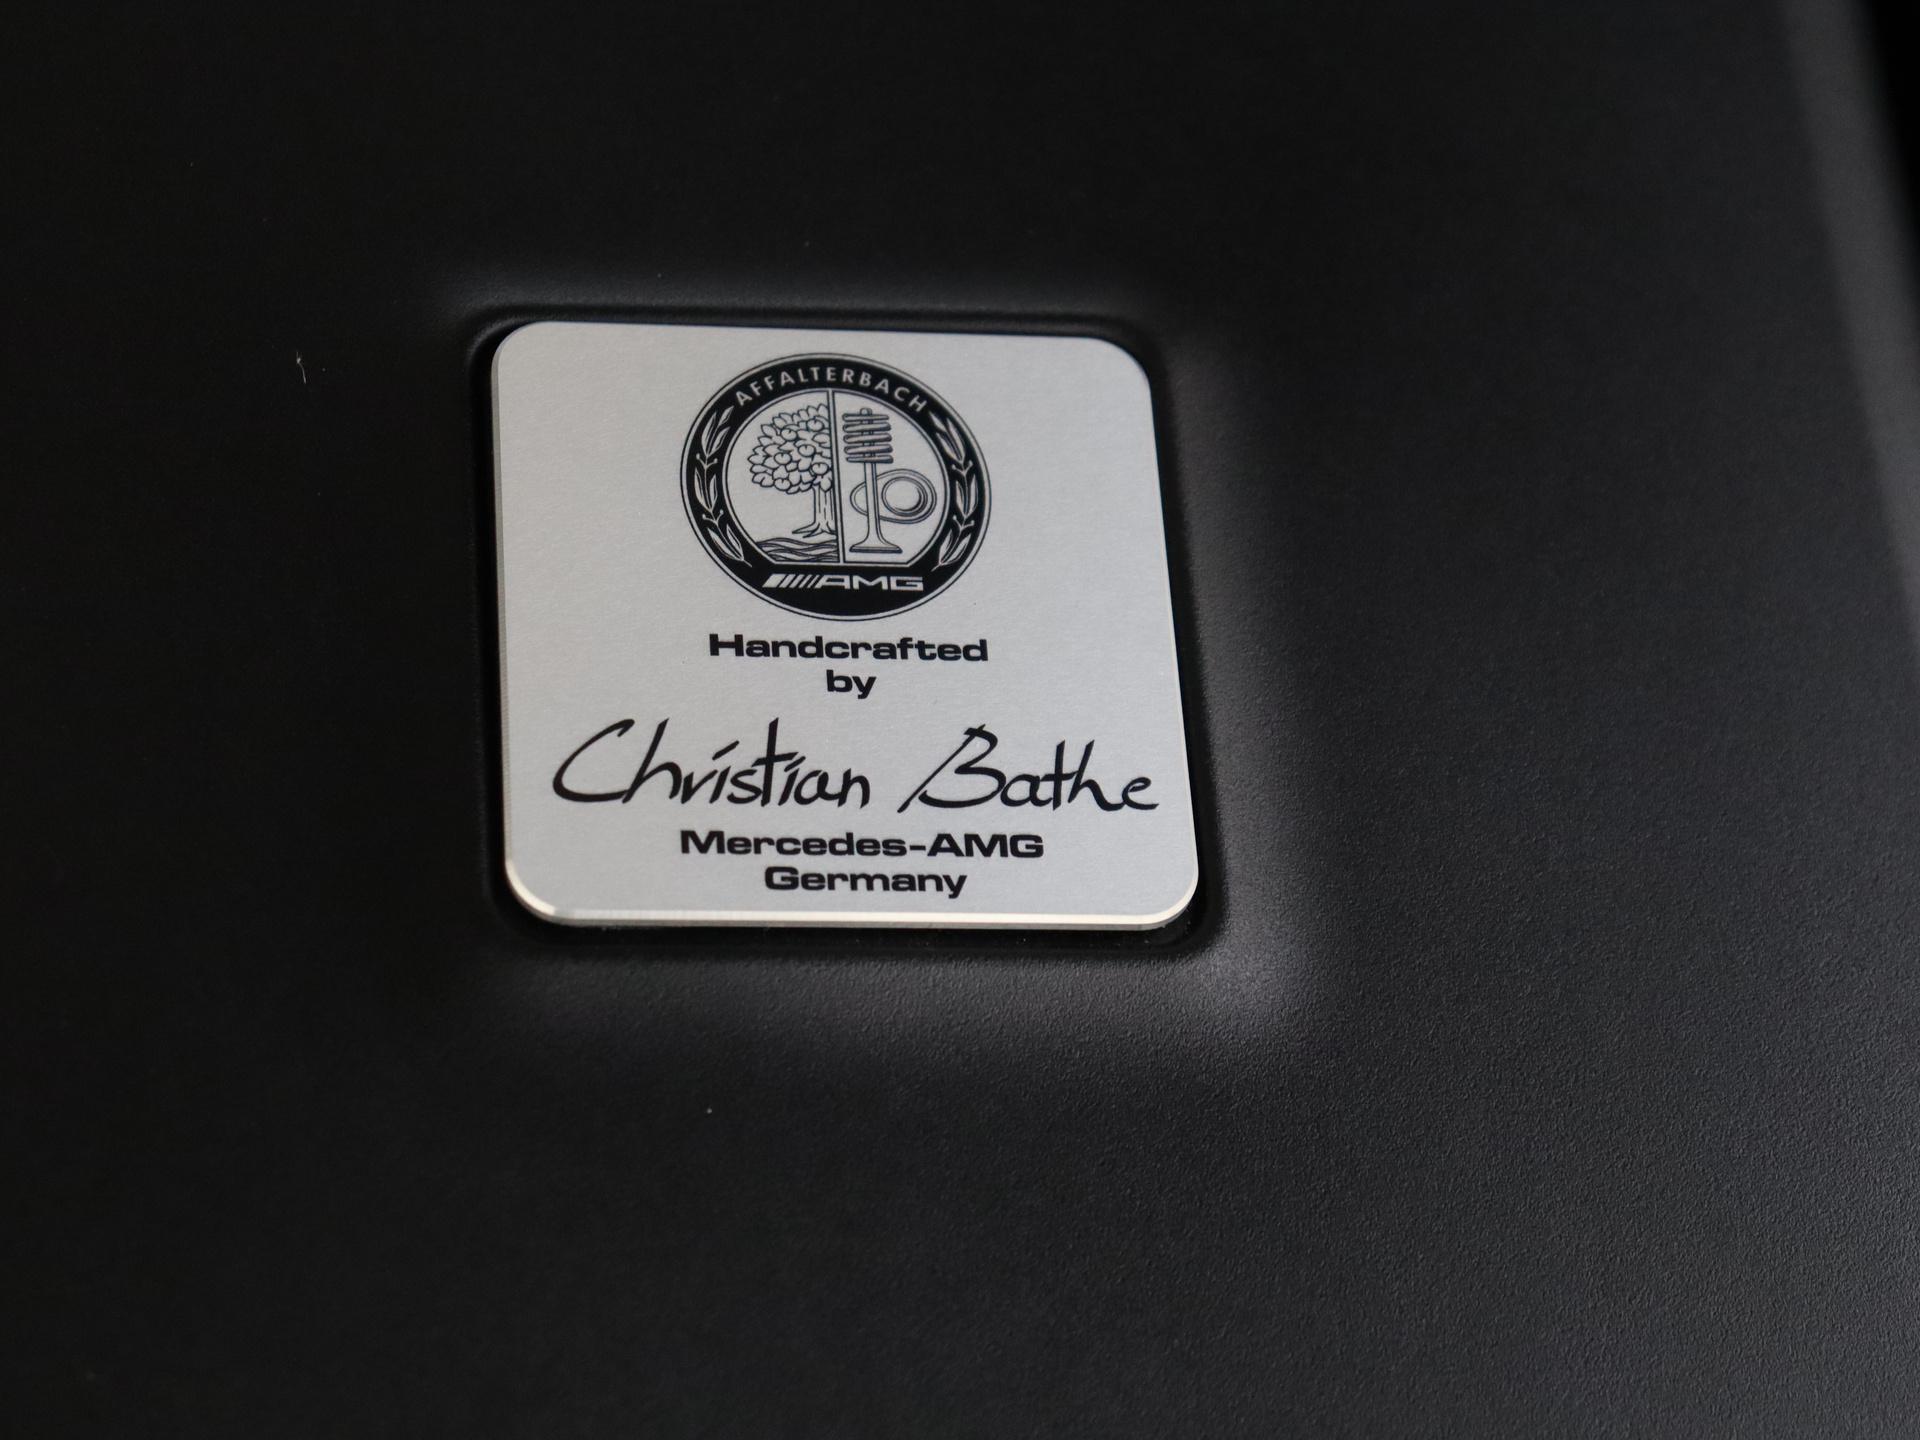 AFFALTERBACH
AMG
Handcrafted
by
Christian Bathe
Mercedes-AMG
Germany